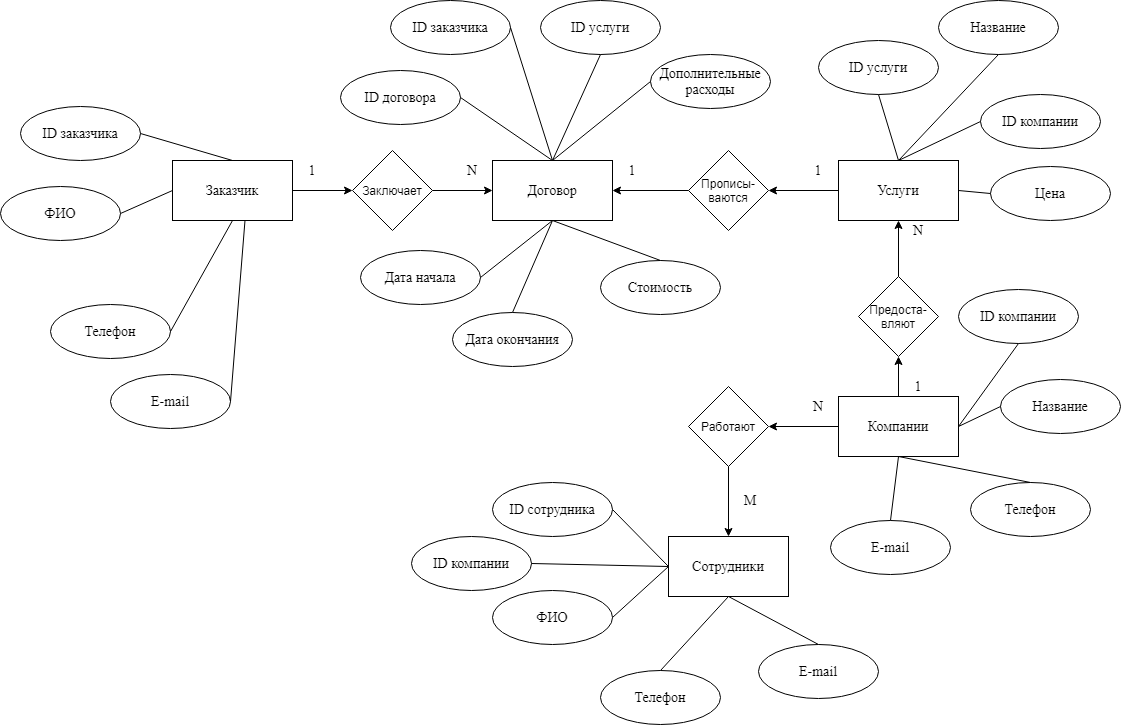 Название
ID заказчика
ID услуги
ID услуги
Дополнительные
расходы
ID договора
ID компании
ID заказчика
1
N
1
1
Заказчик
Заключает
Договор
Прописы-
ваются
Услуги
Цена
ФИО
N
Дата начала
Стоимость
Предоста-
вляют
ID компании
Телефон
Дата окончания
1
E-mail
N
Название
Работают
Компании
M
ID сотрудника
Телефон
E-mail
ID компании
Сотрудники
ФИО
E-mail
Телефон